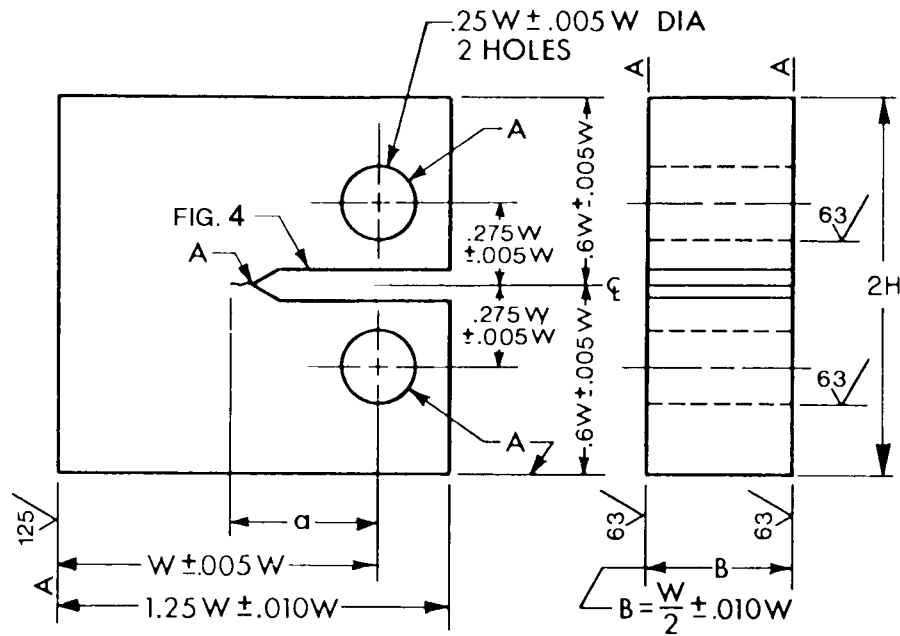 .25W ± .005W DIA
2 HOLES
A
A
A
.6W ± .005W
FIG. 4
A
.275W
±.005W
63
℄
2H
.275W
±.005W
.6W ± .005W
63
A
125
a
63
63
W ± .005W
B
A
1.25W ± .010W
B = W/2 ± .010W